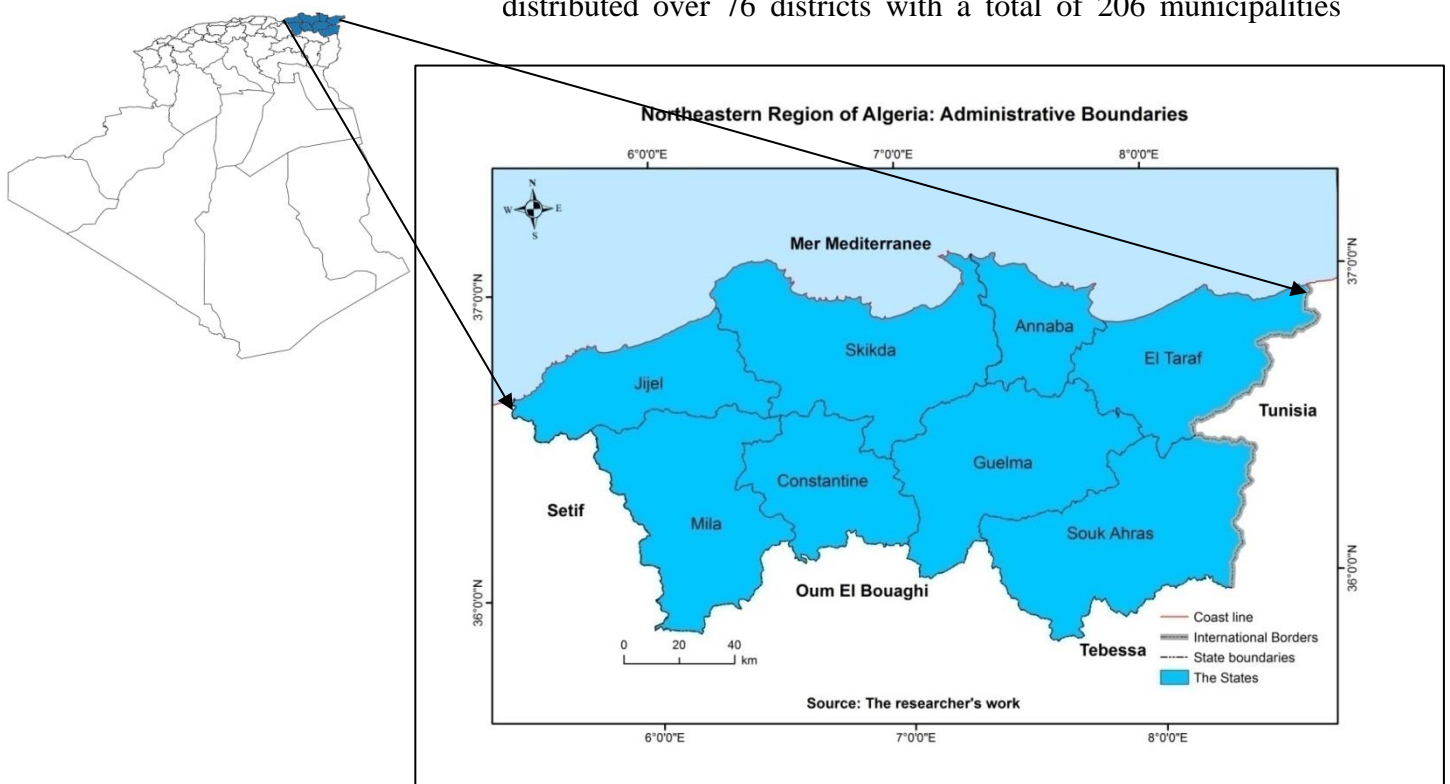 distributed over 76 districts with a total of 206 municipalities
Northeastern Region of Algeria: Administrative Boundaries
6°0'0"E 7°0'0"E 8°0'0"E
N
W E
S
Mer Mediterranee
37°0'0"N
37°0'0"N
Annaba
Skikda
El Taraf
Jijel
Tunisia
Guelma
Constantine
Setif
Mila
Souk Ahras
36°0'0"N
Oum El Bouaghi
36°0'0"N
Coast line
0 20 40
km
International Borders
Tebessa
State boundaries
The States
Source: The researcher's work
6°0'0"E 7°0'0"E 8°0'0"E